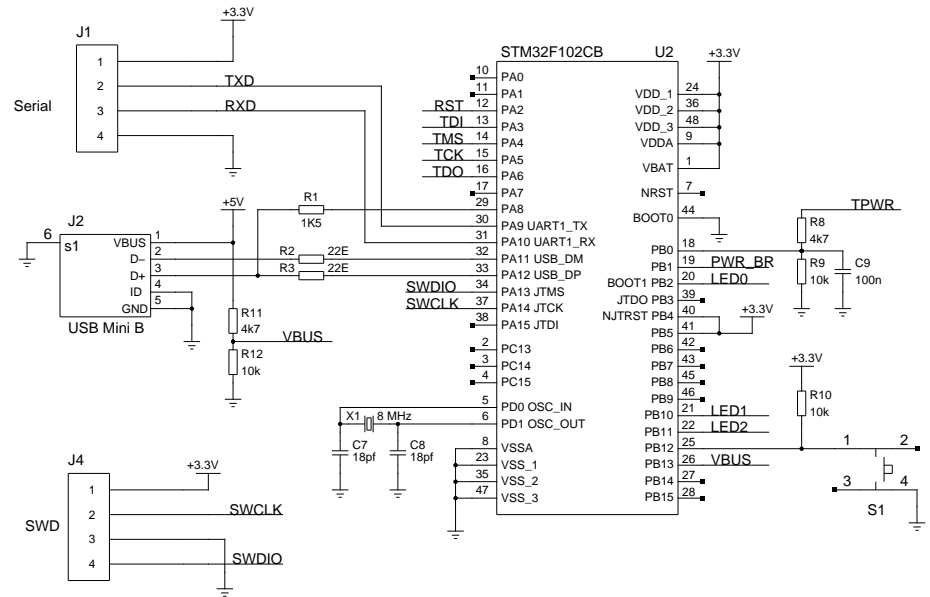 J1
Serial
1
2
3
4
+3.3V
TXD
RXD
J2
6
s1
VBUS
D−
D+
ID
GND
1
2
3
4
5
USB Mini B
+5V
R1
1K5
R2
22E
R3
22E
R11
4k7
VBUS
R12
10k
X1
8 MHz
C7
18pf
C8
18pf
J4
SWD
1
2
3
4
+3.3V
SWCLK
SWDIO
STM32F102CB
U2
10 PA0
11 PA1
RST 12 PA2
TDI 13 PA3
TMS 14 PA4
TCK 15 PA5
TDO 16 PA6
17 PA7
29 PA8
30 PA9 UART1_TX
31 PA10 UART1_RX
32 PA11 USB_DM
33 PA12 USB_DP
SWDIO 34 PA13 JTMS
SWCLK 37 PA14 JTCK
38 PA15 JTDI
2 PC13
3 PC14
4 PC15
5 PD0 OSC_IN
6 PD1 OSC_OUT
8 VSSA
23 VSS_1
35 VSS_2
47 VSS_3
+3.3V
VDD_1 24
VDD_2 36
VDD_3 48
VDDA 9
VBAT 1
NRST 7
BOOT0 44
PB0 18
PB1 19 PWR_BR
BOOT1 PB2 20 LED0
JTDO PB3 39
NJTRST PB4 40
PB5 41
+3.3V
PB6 42
PB7 43
PB8 45
PB9 46
PB10 21 LED1
PB11 22 LED2
PB12 25
PB13 26 VBUS
PB14 27
PB15 28
TPWR
R8
4k7
R9
10k
C9
100n
+3.3V
R10
10k
1
2
3
4
S1